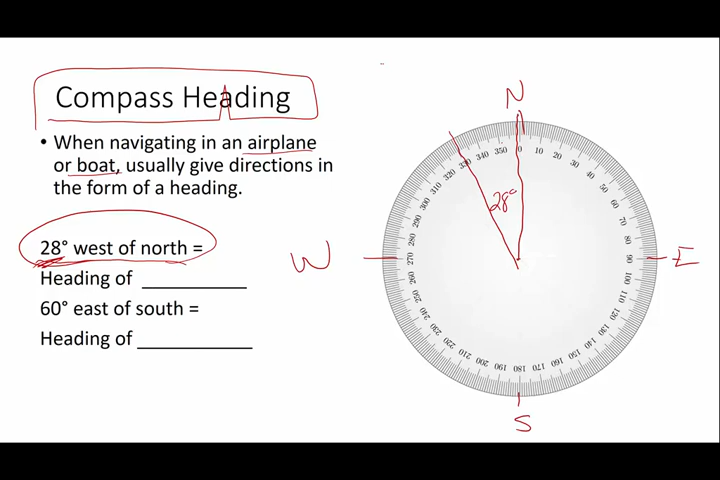 Compass Heading
• When navigating in an airplane
or boat, usually give directions in
the form of a heading.
28° west of north =
Heading of ___________
60° east of south =
Heading of ____________
N
0 10 20 30 40 50 60 70 80 90 100 110 120 130 140 150 160 170 180 190 200 210 220 230 240 250 260 270 280 290 300 310 320 330 340 350
28°
W
E
S